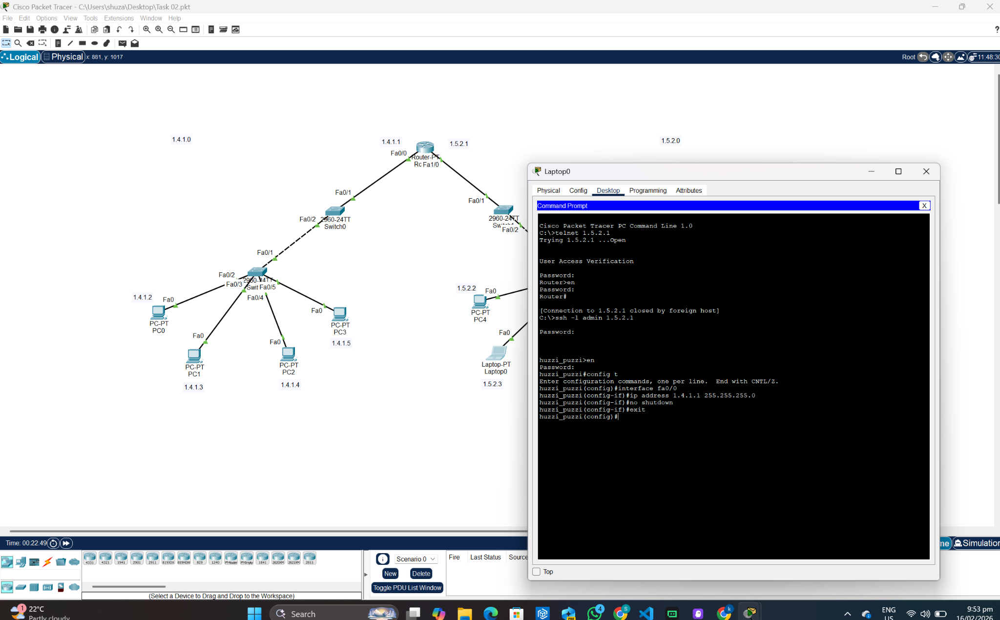 Cisco Packet Tracer - C:\Users\shuza\Desktop\Task 02.pkt
File Edit Options View Tools Extensions Window Help
?
Logical Physical x: 881, y: 1017
Root 11:48:30
1.4.1.0
1.4.1.1
1.5.2.1
1.5.2.0
Fa0/0
Router-PT
Fa1/0
Fa0/1
Fa0/2
2960-24TT
Switch0
Fa0/1
2960-24TT
Fa0/2
Fa0/1
Fa0/2
2960-24TT
Fa0/3
Fa0/5
Fa0/4
1.4.1.2
Fa0
PC-PT
PC0
Fa0
PC-PT
PC1
1.4.1.3
Fa0
PC-PT
PC2
1.4.1.4
Fa0
PC-PT
PC3
1.4.1.5
1.5.2.2
Fa0
PC-PT
PC4
Fa0
Laptop-PT
Laptop0
1.5.2.3
Laptop0
Physical Config Desktop Programming Attributes
Command Prompt
X
Cisco Packet Tracer PC Command Line 1.0
C:\>telnet 1.5.2.1
Trying 1.5.2.1 ...Open
User Access Verification
Password:
Router>en
Password:
Router#
[Connection to 1.5.2.1 closed by foreign host]
C:\>ssh -l admin 1.5.2.1
Password:
huzzi_puzzi>en
Password:
huzzi_puzzi#config t
Enter configuration commands, one per line.  End with CNTL/Z.
huzzi_puzzi(config)#interface fa0/0
huzzi_puzzi(config-if)#ip address 1.4.1.1 255.255.255.0
huzzi_puzzi(config-if)#no shutdown
huzzi_puzzi(config-if)#exit
huzzi_puzzi(config)#
Top
Time: 00:22:49
Simulation
4331 4321 1941 2901 2911 819IOX 819HGW 829 1240 PT-Router PT-Empty 1841 2620XM 2621XM 2811
(Select a Device to Drag and Drop to the Workspace)
Scenario 0
New Delete
Toggle PDU List Window
Fire Last Status Source
1
22°C
Partly cloudy
Search
PRE
4
S
k
ENG
US
9:53 pm
16/02/2026